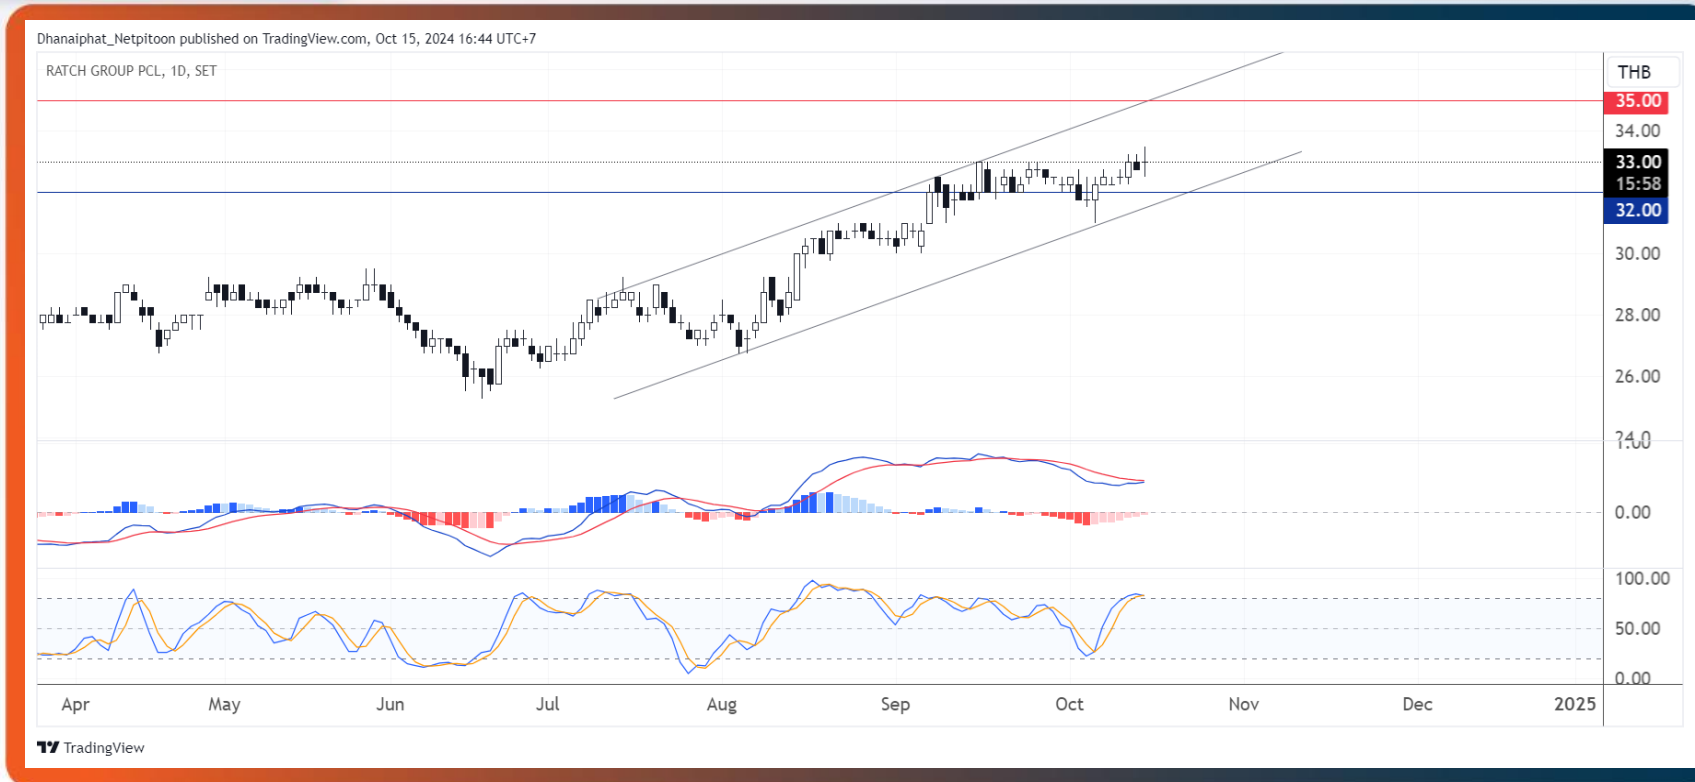 Dhanaiphat_Netpitoon published on TradingView.com, Oct 15, 2024 16:44 UTC+7
RATCH GROUP PCL, 1D, SET
THB
35.00
34.00
33.00
15:58
32.00
30.00
28.00
26.00
24.0
0.00
100.00
50.00
0.00
Apr May Jun Jul Aug Sep Oct Nov Dec 2025
TradingView